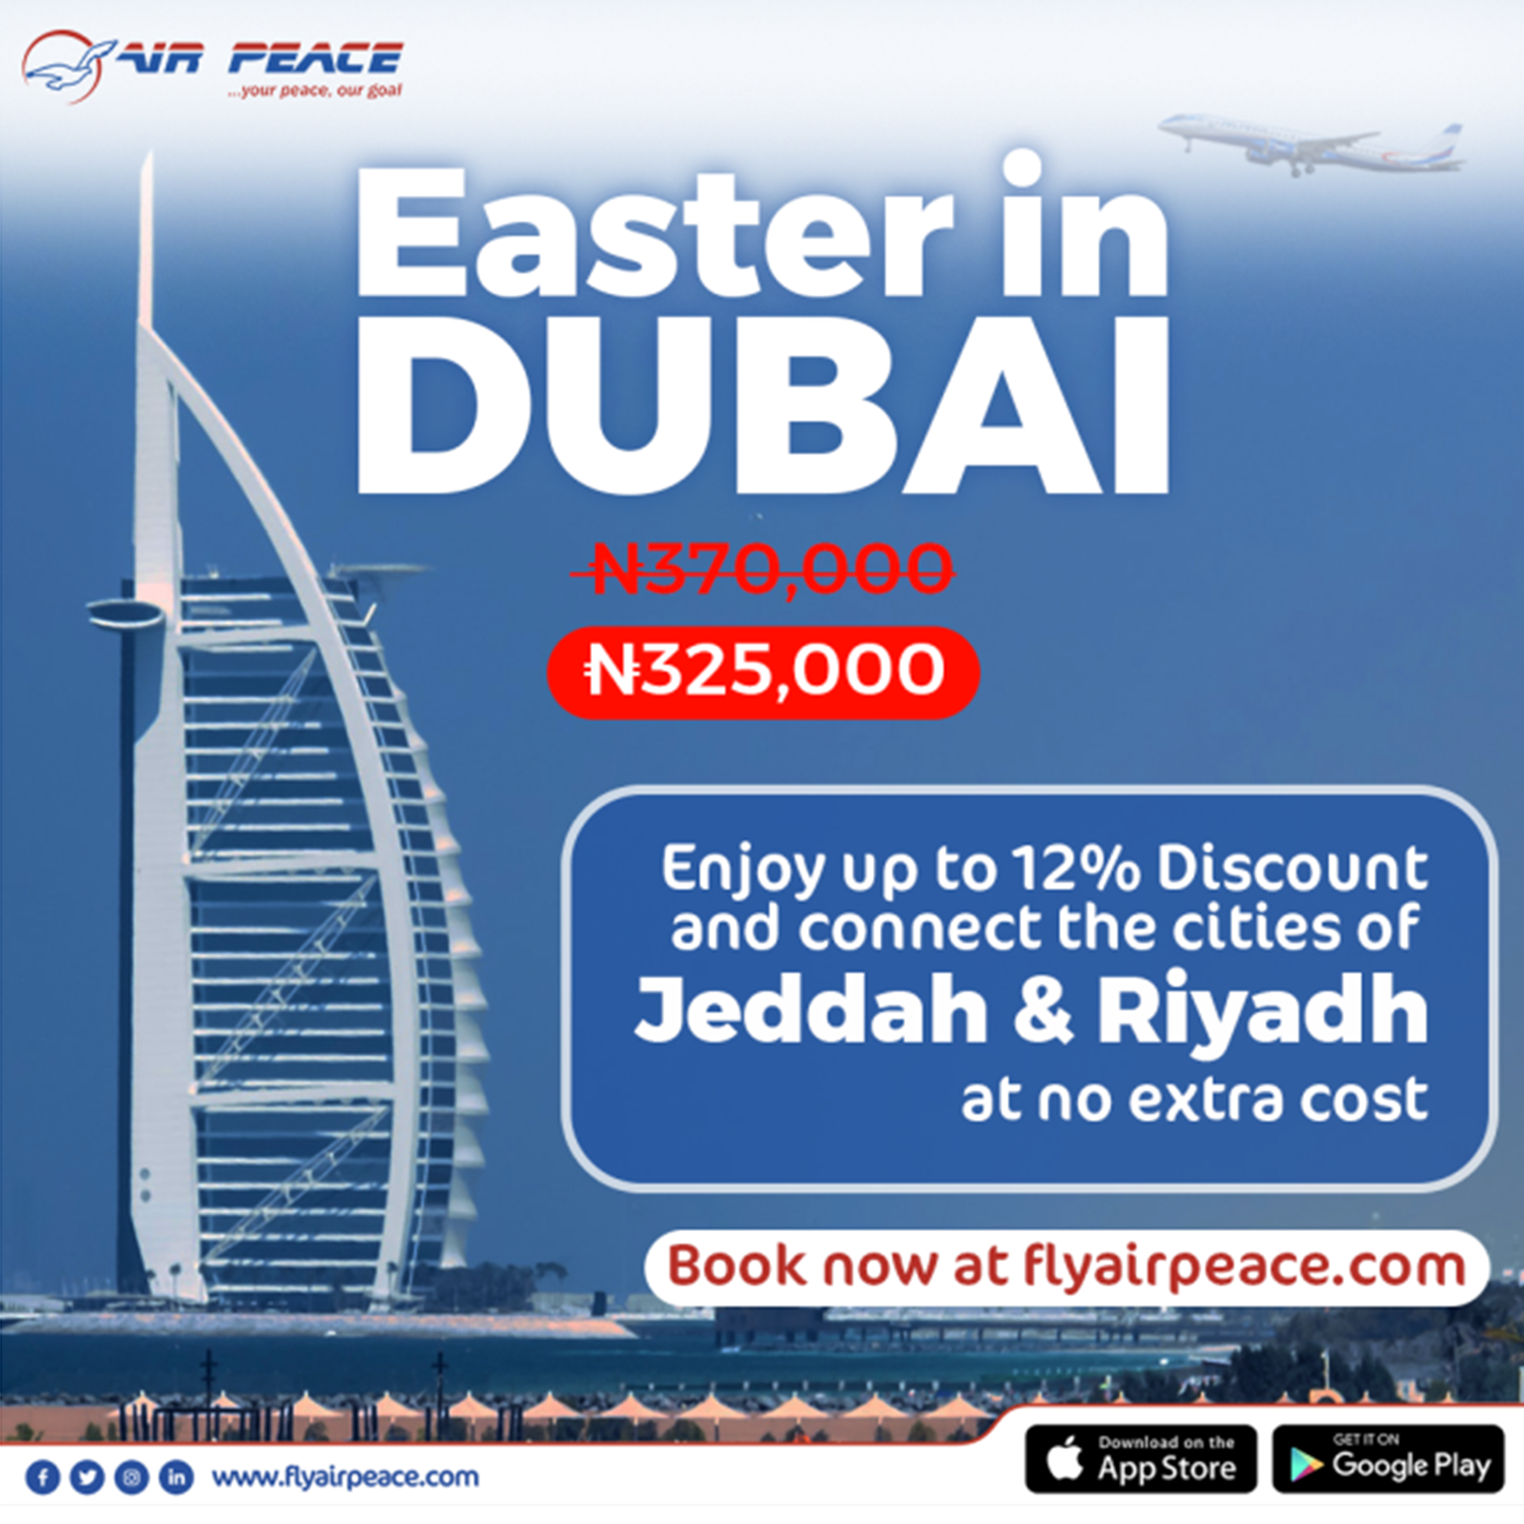 AIR PEACE
...your peace, our goal
Easter in
DUBAI
₦370,000
₦325,000
Enjoy up to 12% Discount
and connect the cities of
Jeddah & Riyadh
at no extra cost
Book now at flyairpeace.com
www.flyairpeace.com
Download on the
App Store
GET IT ON
Google Play